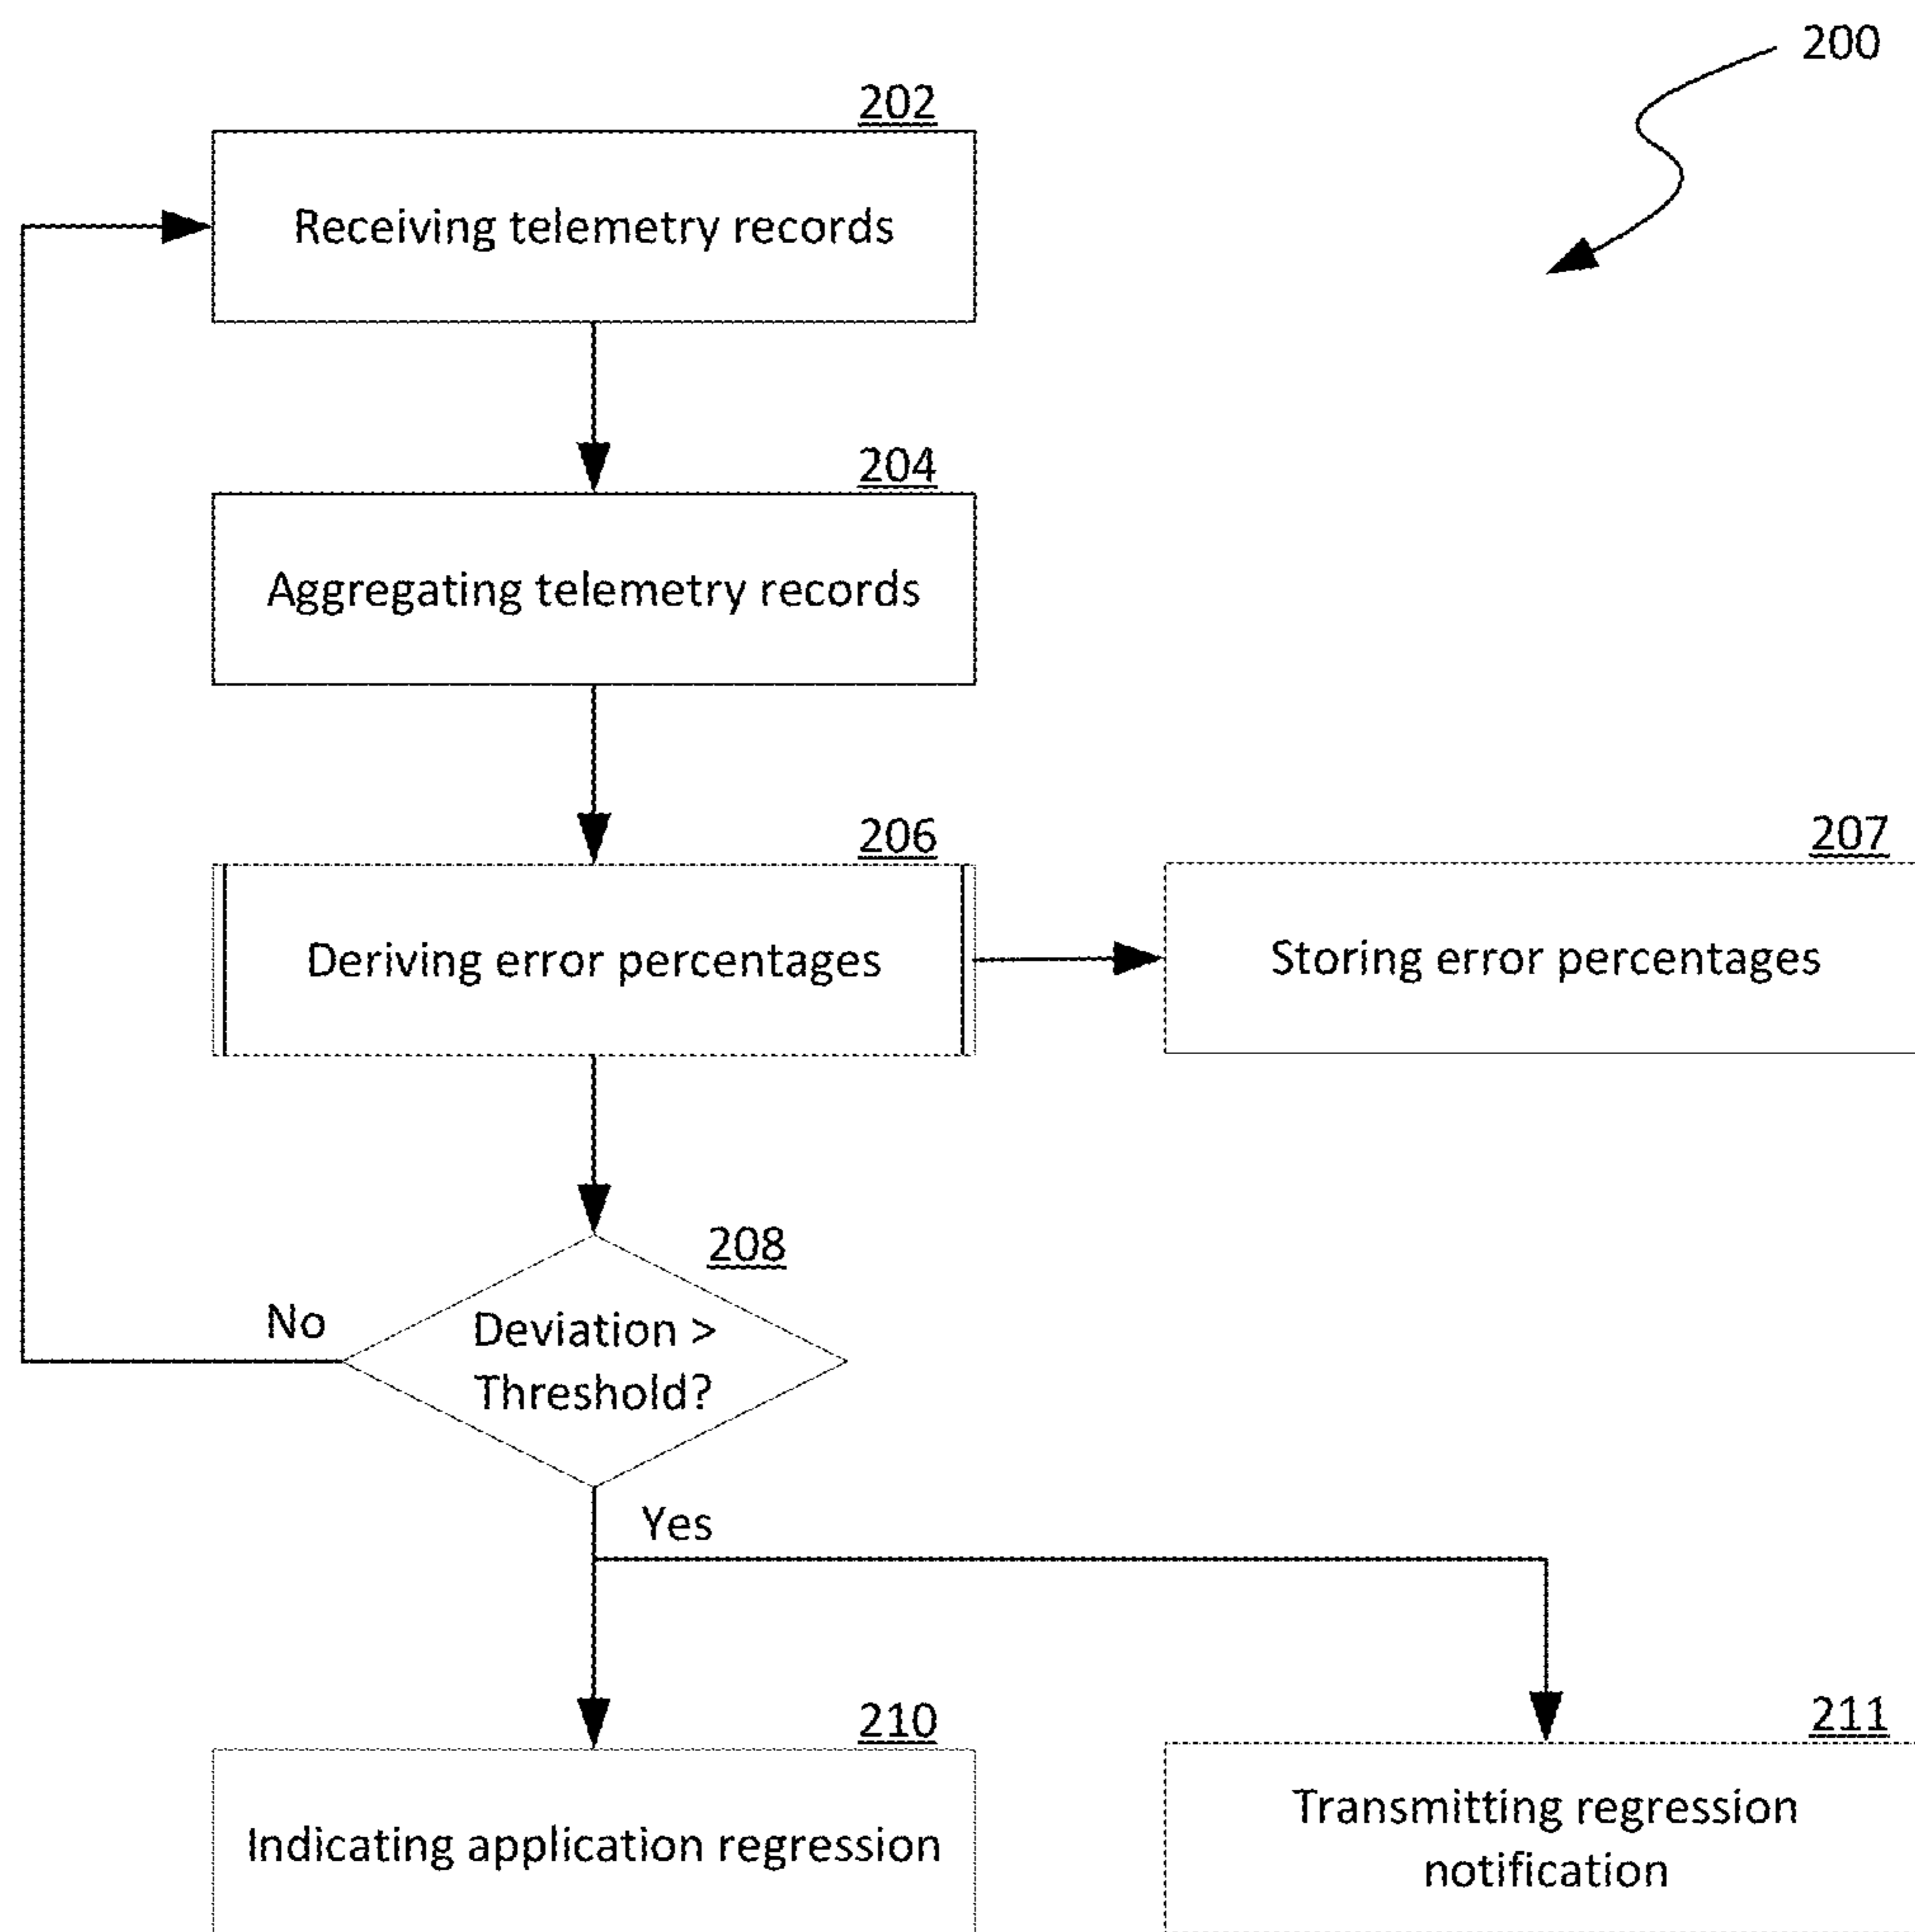 200
202
Receiving telemetry records
204
Aggregating telemetry records
206
Deriving error percentages
207
Storing error percentages
208
Deviation >
Threshold?
No
Yes
210
Indicating application regression
211
Transmitting regression
notification